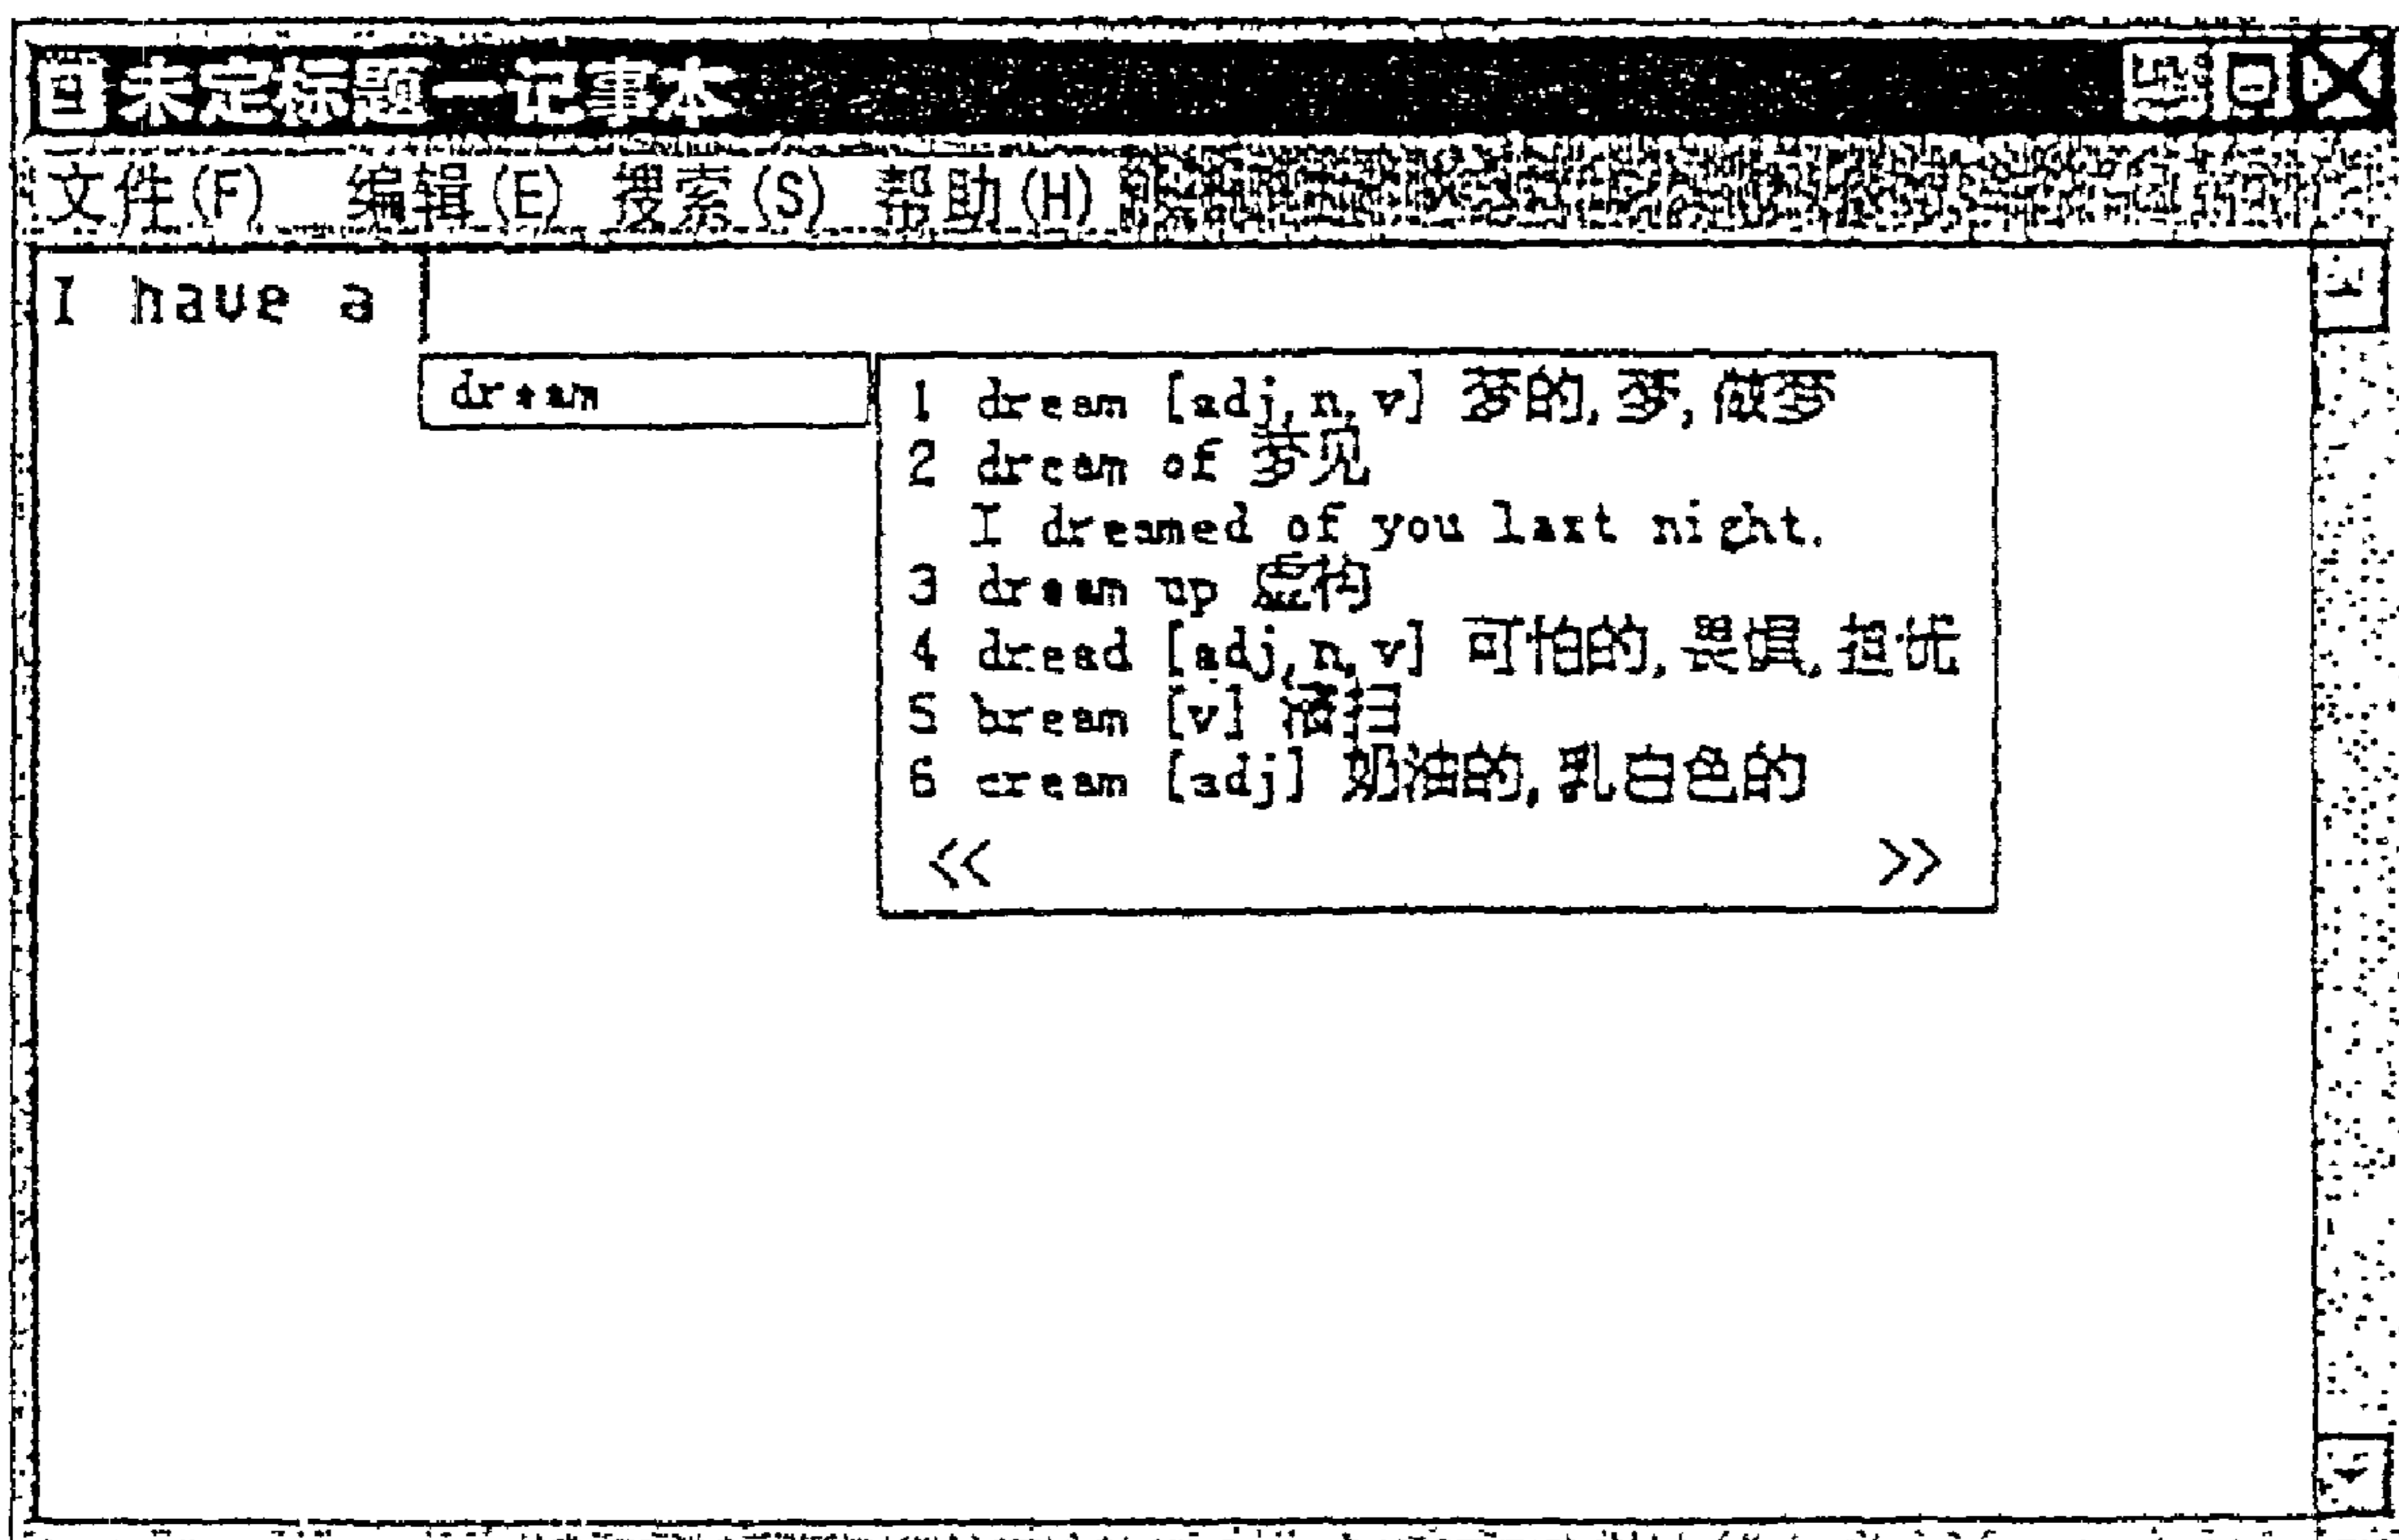 未定标题—记事本
文件(F) 编辑(E) 搜索(S) 帮助(H)
I have a
dream
1 dream [adj, n, v] 梦的, 梦, 做梦
2 dream of 梦见
I dreamed of you last night.
3 dream up 虚构
4 dread [adj, n, v] 可怕的, 畏惧, 担忧
5 bream [v] 清扫
6 cream [adj] 奶油的, 乳白色的
<< >>